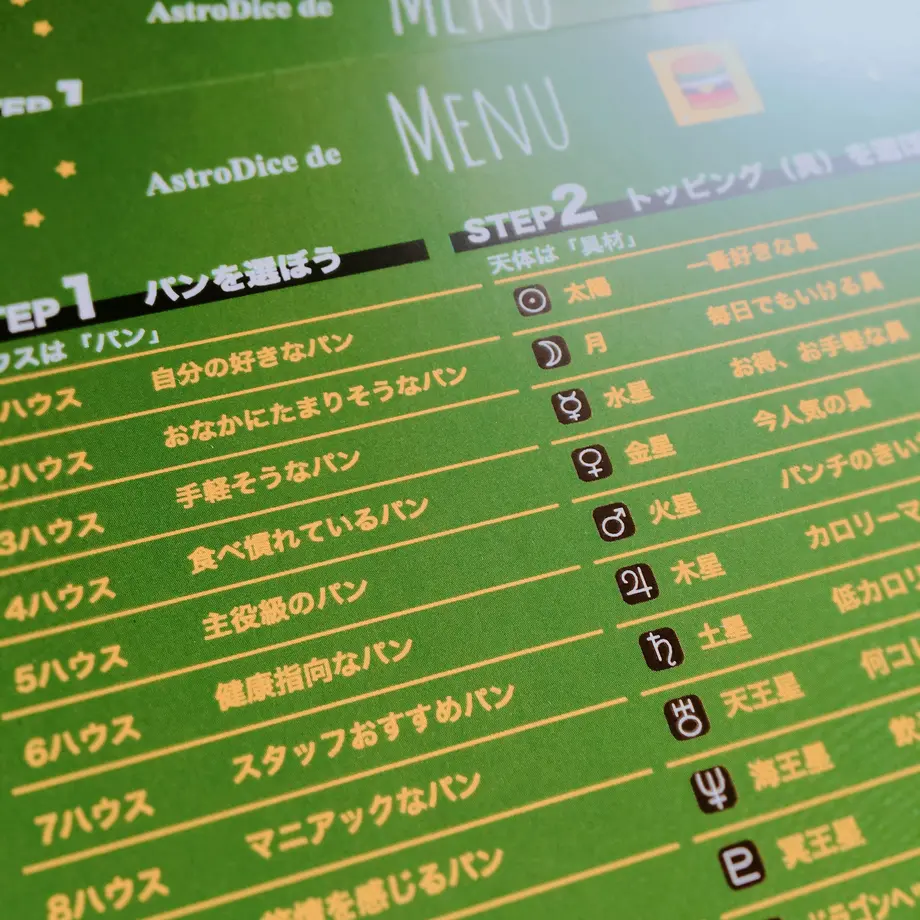 AstroDice de MENU
STEP1
AstroDice de MENU
STEP1 パンを選ぼう
ハウスは「パン」
ハウス 自分の好きなパン
2ハウス おなかにたまりそうなパン
3ハウス 手軽そうなパン
4ハウス 食べ慣れているパン
5ハウス 主役級のパン
6ハウス 健康指向なパン
7ハウス スタッフおすすめパン
8ハウス マニアックなパン
を感じるパン
STEP2 トッピング(具)を選ぼ
天体は「具材」
太陽 一番好きな具
月 毎日でもいける具
水星 お得、お手軽な具
金星 今人気の具
火星 パンチのきい
木星 カロリーマ
土星 低カロリ
天王星 何コレ
海王星 飲
冥王星